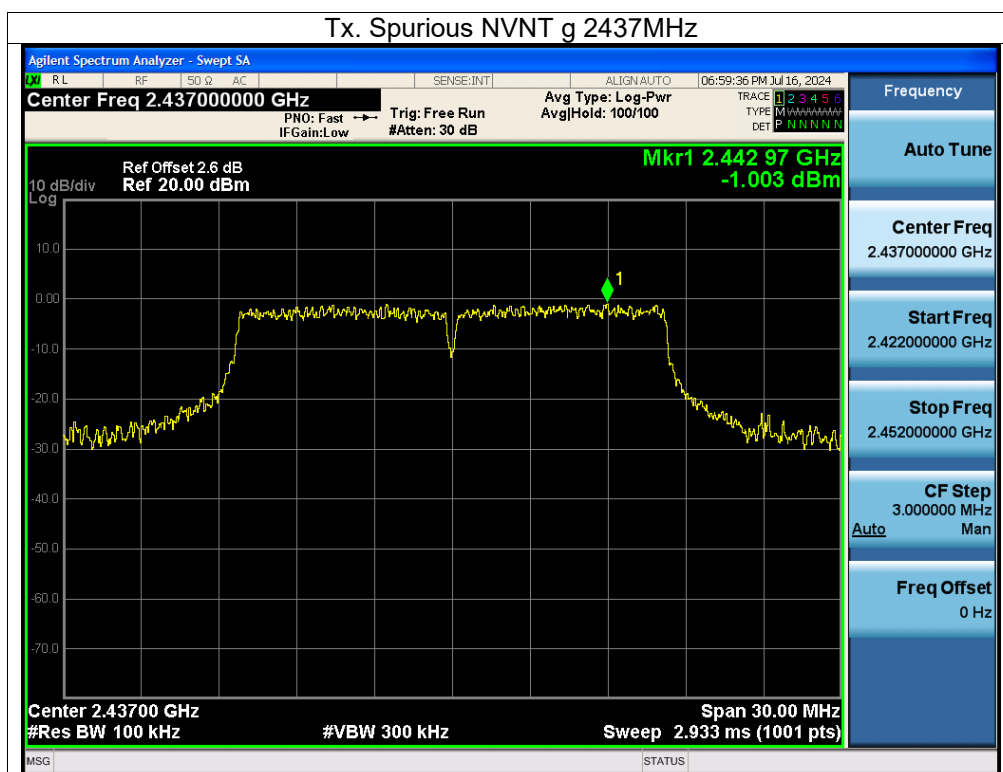 Tx. Spurious NVNT g 2437MHz
Agilent Spectrum Analyzer - Swept SA
LXI RL RF 50 Ω AC SENSE:INT ALIGN AUTO 06:59:36 PM Jul 16, 2024
Center Freq 2.437000000 GHz
PNO: Fast
IFGain:Low
Trig: Free Run
#Atten: 30 dB
Avg Type: Log-Pwr
Avg|Hold: 100/100
TRACE 1 2 3 4 5 6
TYPE M WWWWW
DET P N N N N N
Ref Offset 2.6 dB
Ref 20.00 dBm
10 dB/div
Log
Mkr1 2.442 97 GHz
-1.003 dBm
10.0
0.00
-10.0
-20.0
-30.0
-40.0
-50.0
-60.0
-70.0
1
Center 2.43700 GHz
Span 30.00 MHz
#Res BW 100 kHz
#VBW 300 kHz
Sweep 2.933 ms (1001 pts)
MSG
STATUS
Frequency
Auto Tune
Center Freq
2.437000000 GHz
Start Freq
2.422000000 GHz
Stop Freq
2.452000000 GHz
CF Step
3.000000 MHz
Auto Man
Freq Offset
0 Hz